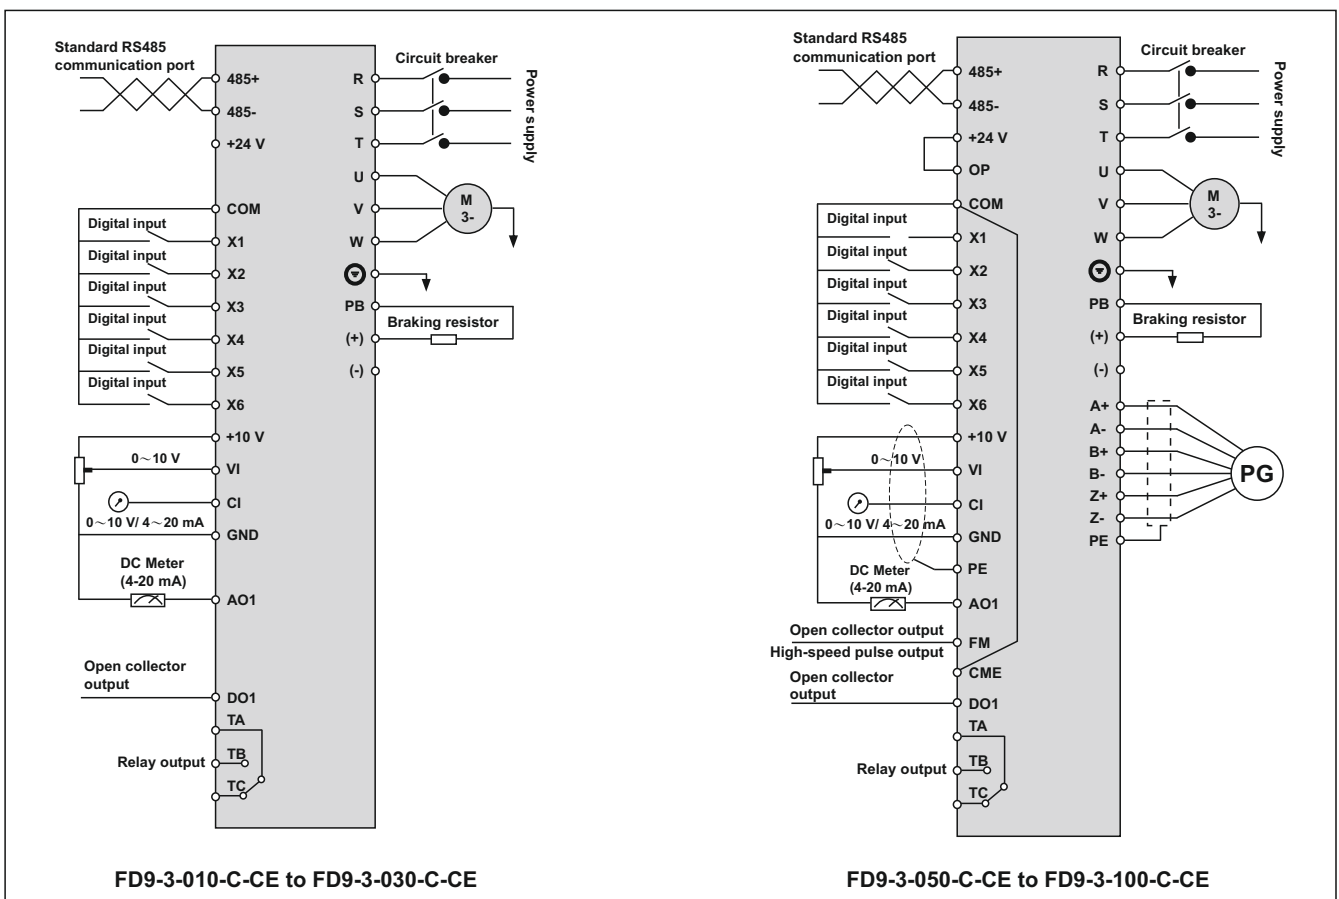 Standard RS485
communication port
485+
485-
+24 V
COM
Digital input
X1
Digital input
X2
Digital input
X3
Digital input
X4
Digital input
X5
Digital input
X6
+10 V
0~10 V
VI
CI
0~10 V/ 4~20 mA
GND
DC Meter
(4-20 mA)
AO1
Open collector
output
DO1
TA
Relay output
TB
TC
Circuit breaker
R
S
T
Power supply
U
V
W
M
3-
PB
Braking resistor
(+)
(-)
FD9-3-010-C-CE to FD9-3-030-C-CE
Standard RS485
communication port
485+
485-
+24 V
OP
COM
Digital input
X1
Digital input
X2
Digital input
X3
Digital input
X4
Digital input
X5
Digital input
X6
+10 V
0~10 V
VI
CI
0~10 V/ 4~20 mA
GND
DC Meter
(4-20 mA)
PE
AO1
Open collector output
FM
High-speed pulse output
CME
Open collector
output
DO1
TA
Relay output
TB
TC
Circuit breaker
R
S
T
Power supply
U
V
W
M
3-
PB
Braking resistor
(+)
(-)
A+
A-
B+
B-
Z+
Z-
PE
PG
FD9-3-050-C-CE to FD9-3-100-C-CE